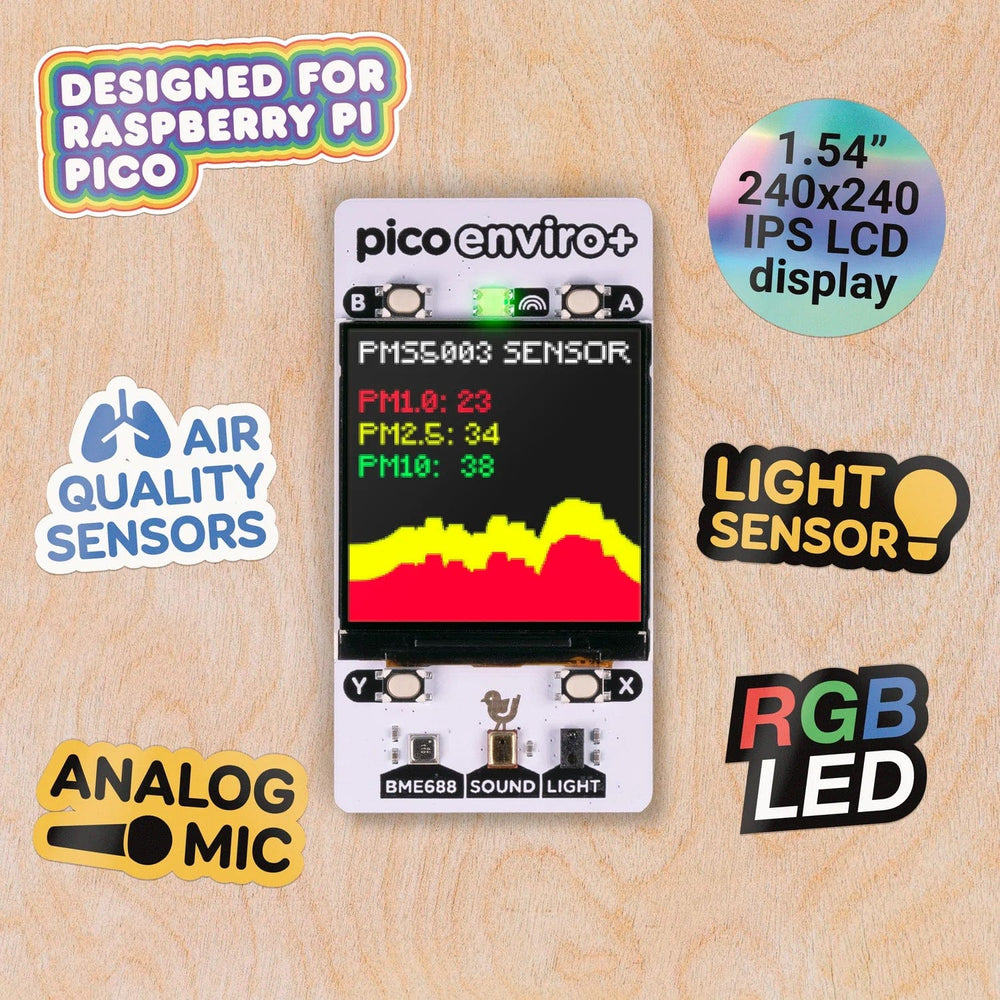 DESIGNED FOR
RASPBERRY PI
PICO
1.54”
240x240
IPS LCD
display
pico enviro+
B
A
PMS5003 SENSOR
PM1.0: 23
PM2.5: 34
PM10: 38
AIR
QUALITY
SENSORS
LIGHT
SENSOR
Y
X
BME688
SOUND
LIGHT
ANALOG
MIC
RGB
LED